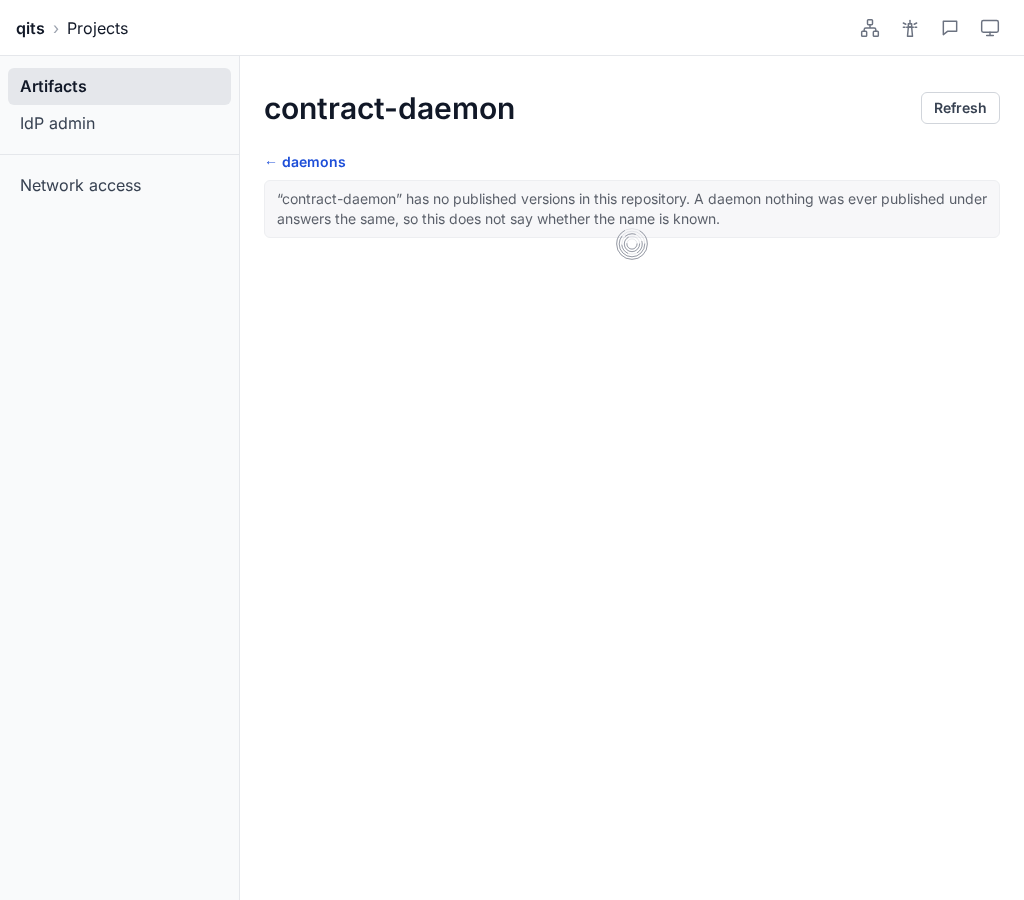 qits › Projects
Artifacts
IdP admin
Network access
contract-daemon
Refresh
← daemons
“contract-daemon” has no published versions in this repository. A daemon nothing was ever published under
answers the same, so this does not say whether the name is known.